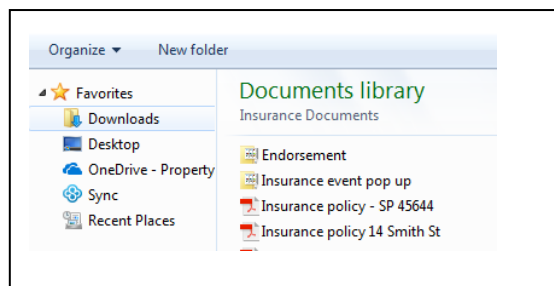 Organize New folder
Favorites
Downloads
Desktop
OneDrive - Property
Sync
Recent Places
Documents library
Insurance Documents
Endorsement
Insurance event pop up
Insurance policy - SP 45644
Insurance policy 14 Smith St